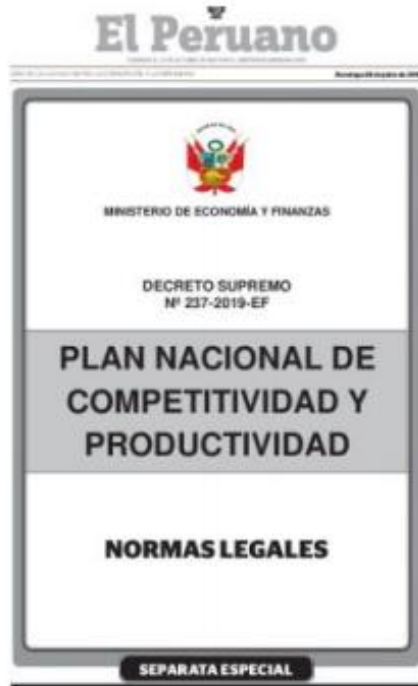 El Peruano
MINISTERIO DE ECONOMÍA Y FINANZAS
DECRETO SUPREMO
Nº 237-2019-EF
PLAN NACIONAL DE
COMPETITIVIDAD Y
PRODUCTIVIDAD
NORMAS LEGALES
SEPARATA ESPECIAL